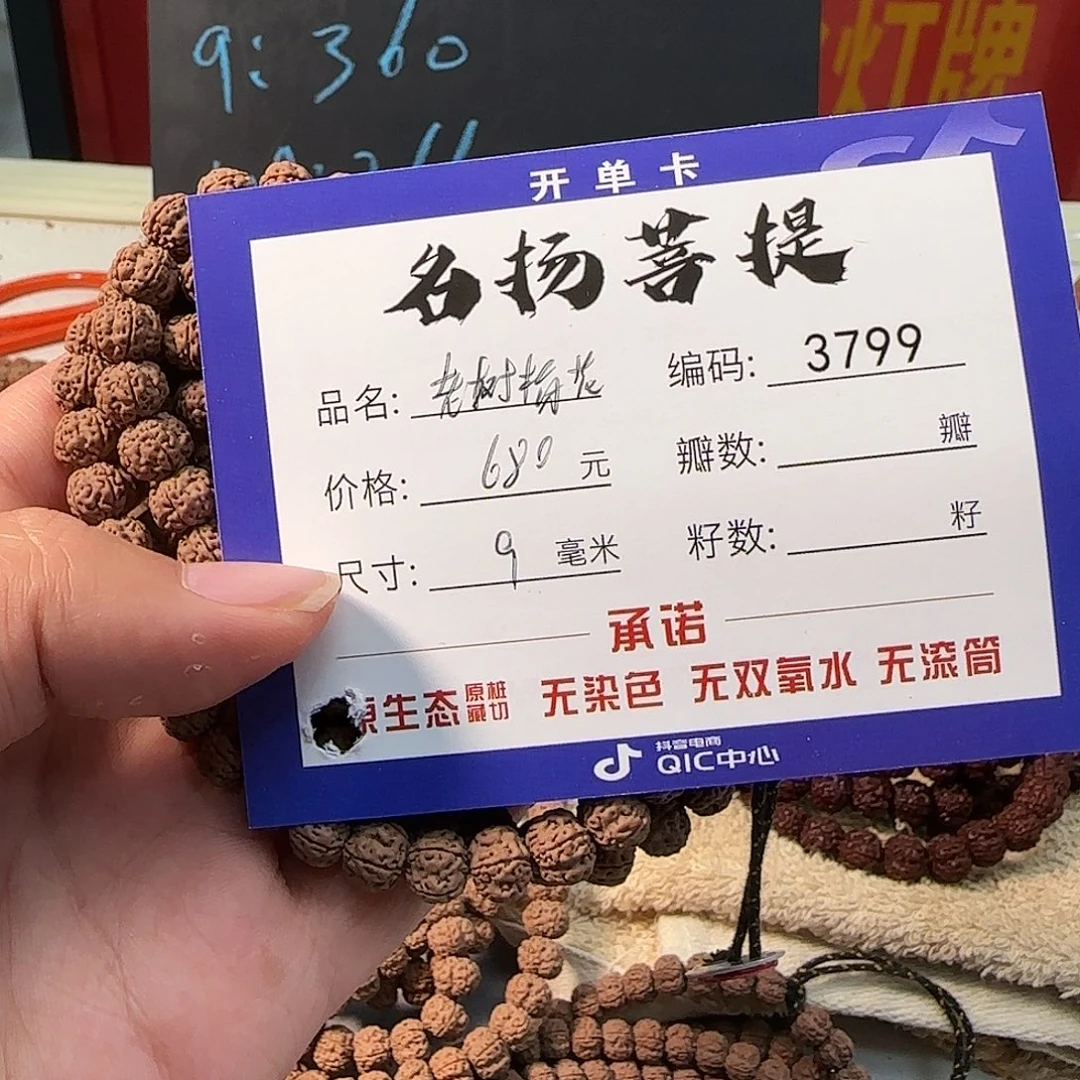 9: 360
灯牌
开单卡
名扬菩提
品名: 老树梅花 编码: 3799
价格: 680 元 瓣数: 瓣
尺寸: 9 毫米 籽数: 籽
承诺
原生态 原桩藏切 无染色 无双氧水 无滚筒
抖音电商
QIC中心